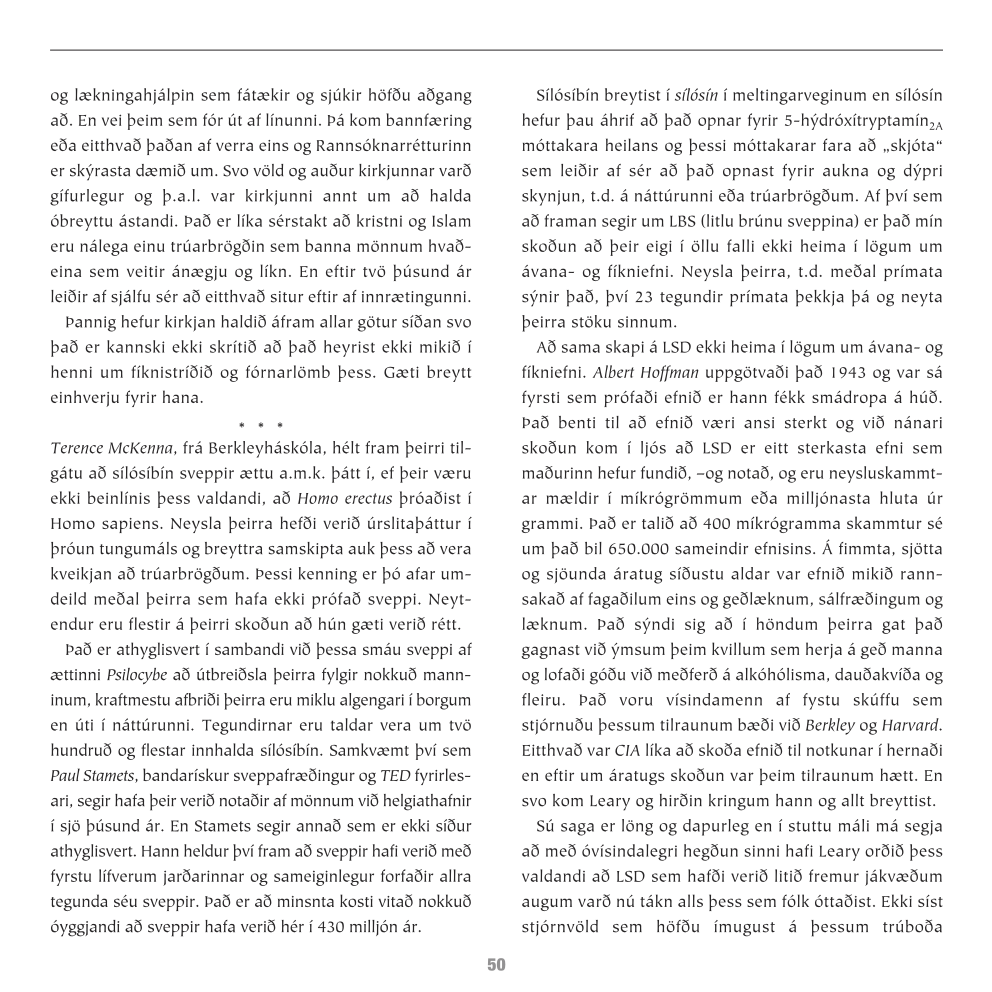 og lækningahjálpin sem fátækir og sjúkir höfðu aðgang
að. En vei þeim sem fór út af línunni. Þá kom bannfæring
eða eitthvað þaðan af verra eins og Rannsóknarrétturinn
er skýrasta dæmið um. Svo völd og auður kirkjunnar varð
gífurlegur og þ.a.l. var kirkjunni annt um að halda
óbreyttu ástandi. Það er líka sérstakt að kristni og Islam
eru nálega einu trúarbrögðin sem banna mönnum hvað-
eina sem veitir ánægju og líkn. En eftir tvö þúsund ár
leiðir af sjálfu sér að eitthvað situr eftir af innrætingunni.
Þannig hefur kirkjan haldið áfram allar götur síðan svo
það er kannski ekki skrítið að það heyrist ekki mikið í
henni um fíknistríðið og fórnarlömb þess. Gæti breytt
einhverju fyrir hana.
* * *
Terence McKenna, frá Berkleyháskóla, hélt fram þeirri til-
gátu að sílósíbín sveppir ættu a.m.k. þátt í, ef þeir væru
ekki beinlínis þess valdandi, að Homo erectus þróaðist í
Homo sapiens. Neysla þeirra hefði verið úrslitaþáttur í
þróun tungumáls og breyttra samskipta auk þess að vera
kveikjan að trúarbrögðum. Þessi kenning er þó afar um-
deild meðal þeirra sem hafa ekki prófað sveppi. Neyt-
endur eru flestir á þeirri skoðun að hún gæti verið rétt.
Það er athyglisvert í sambandi við þessa smáu sveppi af
ættinni Psilocybe að útbreiðsla þeirra fylgir nokkuð mann-
inum, kraftmestu afbriði þeirra eru miklu algengari í borgum
en úti í náttúrunni. Tegundirnar eru taldar vera um tvö
hundruð og flestar innhalda sílósíbín. Samkvæmt því sem
Paul Stamets, bandarískur sveppafræðingur og TED fyrirles-
ari, segir hafa þeir verið notaðir af mönnum við helgiathafnir
í sjö þúsund ár. En Stamets segir annað sem er ekki síður
athyglisvert. Hann heldur því fram að sveppir hafi verið með
fyrstu lífverum jarðarinnar og sameiginlegur forfaðir allra
tegunda séu sveppir. Það er að minsnta kosti vitað nokkuð
óyggjandi að sveppir hafa verið hér í 430 milljón ár.
Sílósíbín breytist í sílósín í meltingarveginum en sílósín
hefur þau áhrif að það opnar fyrir 5-hýdróxítryptamín2A
móttakara heilans og þessi móttakarar fara að „skjóta“
sem leiðir af sér að það opnast fyrir aukna og dýpri
skynjun, t.d. á náttúrunni eða trúarbrögðum. Af því sem
að framan segir um LBS (litlu brúnu sveppina) er það mín
skoðun að þeir eigi í öllu falli ekki heima í lögum um
ávana- og fíkniefni. Neysla þeirra, t.d. meðal prímata
sýnir það, því 23 tegundir prímata þekkja þá og neyta
þeirra stöku sinnum.
Að sama skapi á LSD ekki heima í lögum um ávana- og
fíkniefni. Albert Hoffman uppgötvaði það 1943 og var sá
fyrsti sem prófaði efnið er hann fékk smádropa á húð.
Það benti til að efnið væri ansi sterkt og við nánari
skoðun kom í ljós að LSD er eitt sterkasta efni sem
maðurinn hefur fundið, –og notað, og eru neysluskammt-
ar mældir í míkrógrömmum eða milljónasta hluta úr
grammi. Það er talið að 400 míkrógramma skammtur sé
um það bil 650.000 sameindir efnisins. Á fimmta, sjötta
og sjöunda áratug síðustu aldar var efnið mikið rann-
sakað af fagaðilum eins og geðlæknum, sálfræðingum og
læknum. Það sýndi sig að í höndum þeirra gat það
gagnast við ýmsum þeim kvillum sem herja á geð manna
og lofaði góðu við meðferð á alkóhólisma, dauðakvíða og
fleiru. Það voru vísindamenn af fystu skúffu sem
stjórnuðu þessum tilraunum bæði við Berkley og Harvard.
Eitthvað var CIA líka að skoða efnið til notkunar í hernaði
en eftir um áratugs skoðun var þeim tilraunum hætt. En
svo kom Leary og hirðin kringum hann og allt breyttist.
Sú saga er löng og dapurleg en í stuttu máli má segja
að með óvísindalegri hegðun sinni hafi Leary orðið þess
valdandi að LSD sem hafði verið litið fremur jákvæðum
augum varð nú tákn alls þess sem fólk óttaðist. Ekki síst
stjórnvöld sem höfðu ímugust á þessum trúboða
50